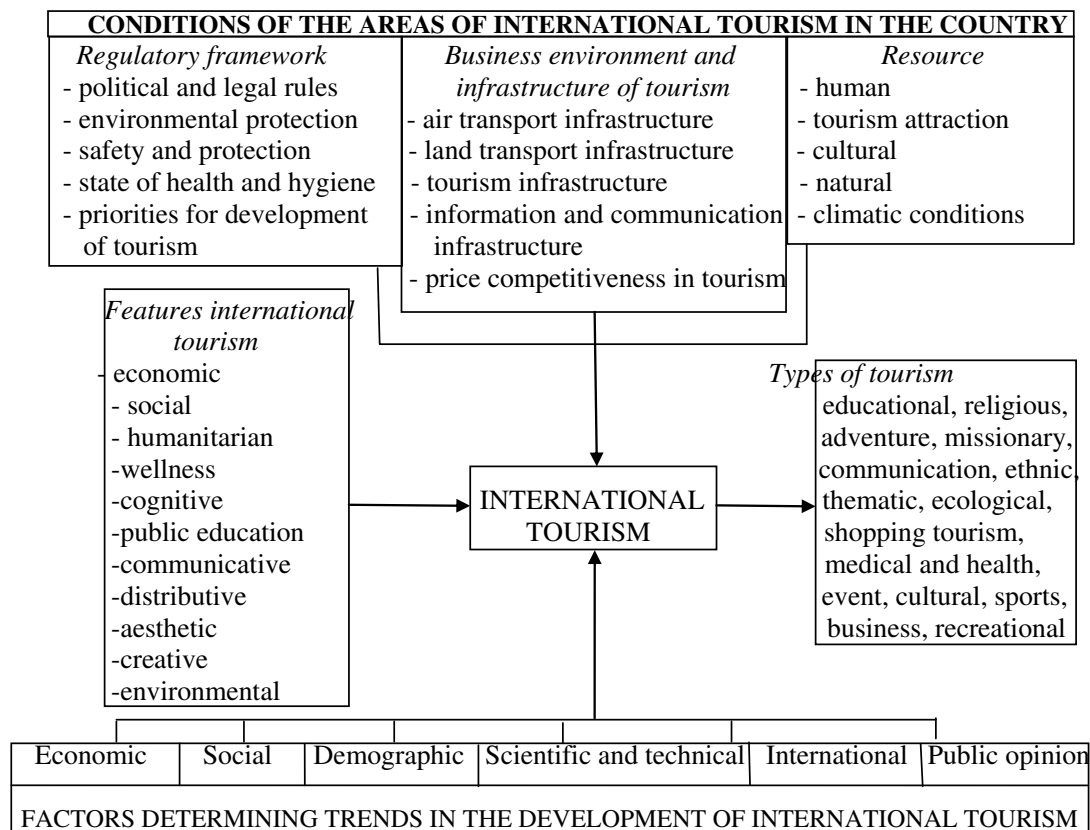 CONDITIONS OF THE AREAS OF INTERNATIONAL TOURISM IN THE COUNTRY
Regulatory framework
- political and legal rules
- environmental protection
- safety and protection
- state of health and hygiene
- priorities for development
of tourism
Business environment and
infrastructure of tourism
- air transport infrastructure
- land transport infrastructure
- tourism infrastructure
- information and communication
infrastructure
- price competitiveness in tourism
Resource
- human
- tourism attraction
- cultural
- natural
- climatic conditions
Features international
tourism
- economic
- social
- humanitarian
-wellness
-cognitive
-public education
-communicative
-distributive
-aesthetic
-creative
-environmental
INTERNATIONAL
TOURISM
Types of tourism
educational, religious,
adventure, missionary,
communication, ethnic,
thematic, ecological,
shopping tourism,
medical and health,
event, cultural, sports,
business, recreational
Economic
Social
Demographic
Scientific and technical
International
Public opinion
FACTORS DETERMINING TRENDS IN THE DEVELOPMENT OF INTERNATIONAL TOURISM